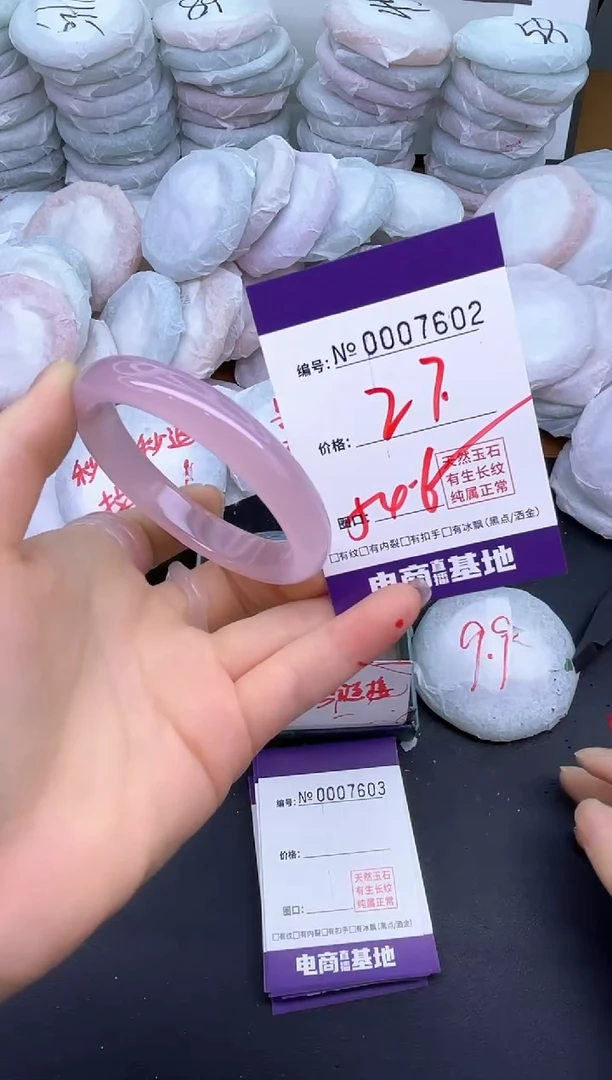 58
编号: № 0007602
价格: 27.
圈口: 54.6
天然玉石
有生长纹
纯属正常
□有纹□有内裂□有扣手□有冰飘(黑点/洒金)
电商直播基地
9.9
编号: № 0007603
价格:
圈口:
天然玉石
有生长纹
纯属正常
□有纹□有内裂□有扣手□有冰飘(黑点/洒金)
电商直播基地